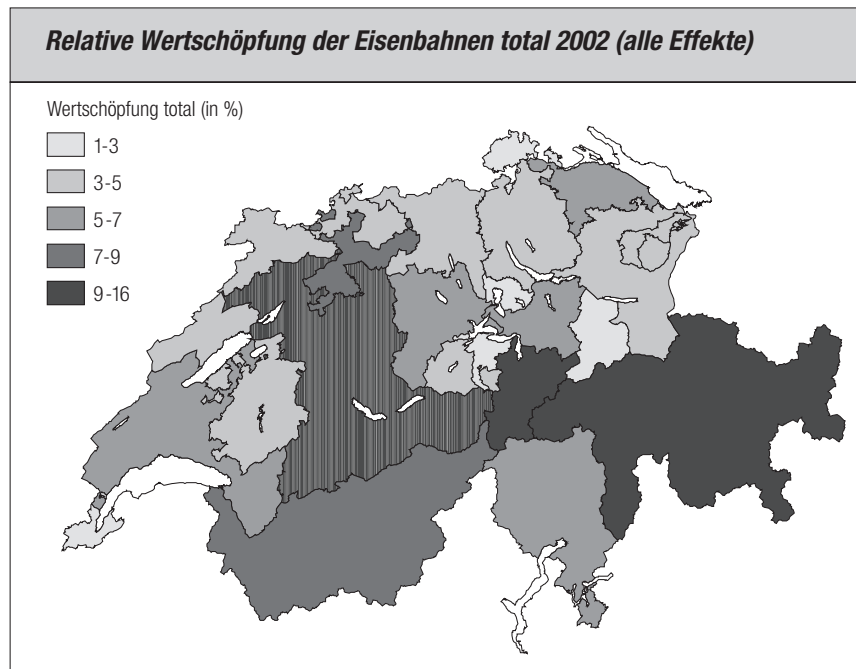 Relative Wertschöpfung der Eisenbahnen total 2002 (alle Effekte)
Wertschöpfung total (in %)
1-3
3-5
5-7
7-9
9-16